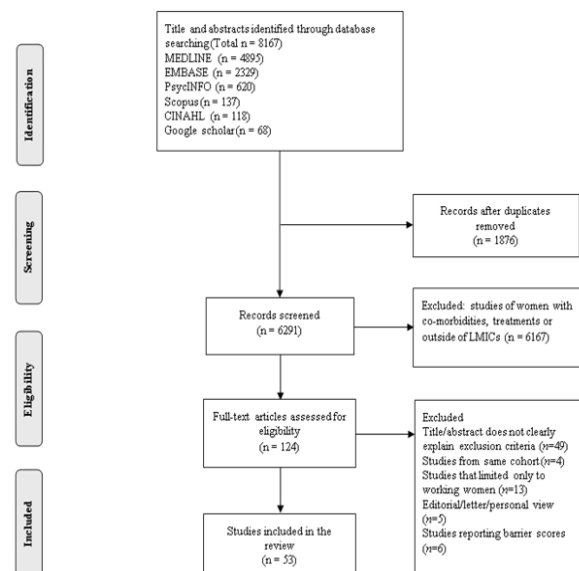 Title and abstracts identified through database
searching(Total n = 8167)
MEDLINE (n = 4895)
EMBASE (n = 2329)
PsycINFO (n = 620)
Scopus(n = 137)
CINAHL (n = 118)
Google scholar(n = 68)
Identification
Records after duplicates
removed
(n = 1876)
Screening
Records screened
(n = 6291)
Excluded: studies of women with
co-morbidities, treatments or
outside of LMICs (n = 6167)
Eligibility
Full-text articles assessed for
eligibility
(n = 124)
Excluded
Title/abstract does not clearly
explain exclusion criteria (n=49)
Studies from same cohort(n=4)
Studies that limited only to
working women (n=13)
Editorial/letter/personal view
(n=5)
Studies reporting barrier scores
(n=6)
Included
Studies included in the
review
(n = 53)